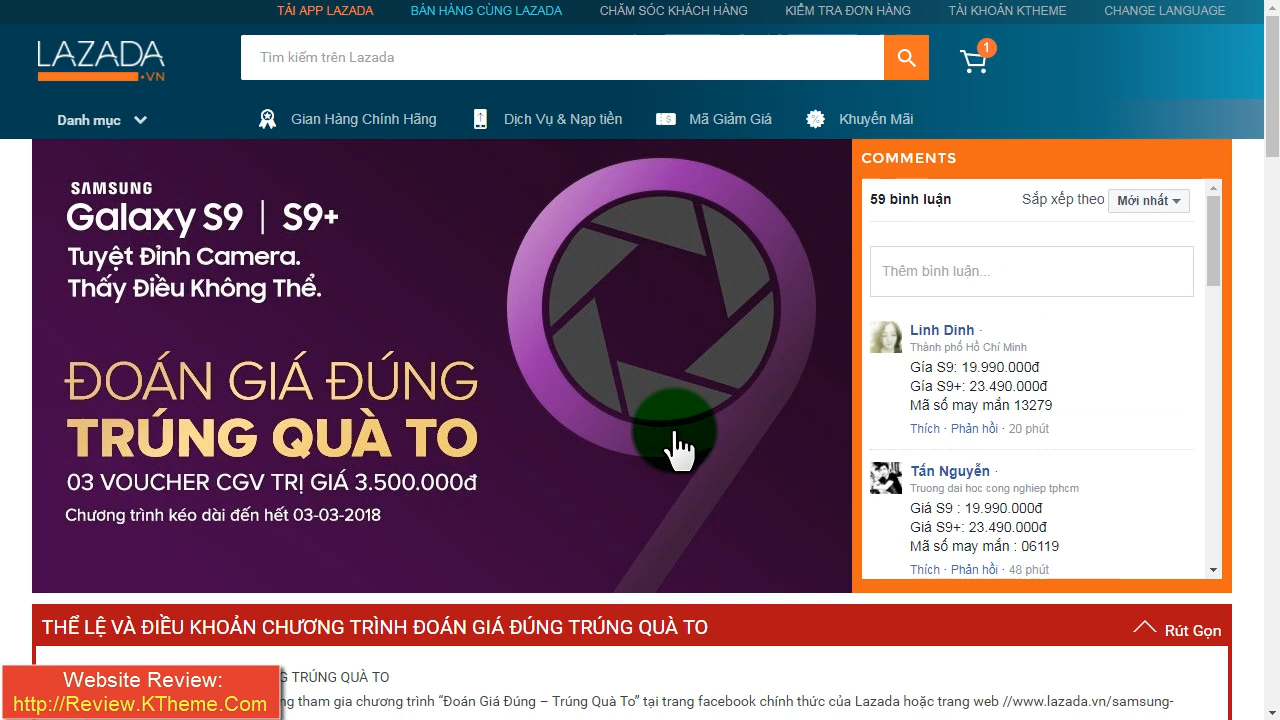 TẢI APP LAZADA BÁN HÀNG CÙNG LAZADA CHĂM SÓC KHÁCH HÀNG KIỂM TRA ĐƠN HÀNG TÀI KHOẢN KTHEME CHANGE LANGUAGE
LAZADA
.VN
Tìm kiếm trên Lazada
1
Danh mục Gian Hàng Chính Hãng Dịch Vụ & Nạp tiền Mã Giảm Giá Khuyến Mãi
SAMSUNG
Galaxy S9 | S9+
Tuyệt Đỉnh Camera.
Thấy Điều Không Thể.
ĐOÁN GIÁ ĐÚNG
TRÚNG QUÀ TO
03 VOUCHER CGV TRỊ GIÁ 3.500.000đ
Chương trình kéo dài đến hết 03-03-2018
COMMENTS
59 bình luận Sắp xếp theo Mới nhất
Thêm bình luận...
Linh Dinh ·
Thành phố Hồ Chí Minh
Gía S9: 19.990.000đ
Gía S9+: 23.490.000đ
Mã số may mắn 13279
Thích · Phản hồi · 20 phút
Tấn Nguyễn ·
Truong dai hoc cong nghiep tphcm
Giá S9 : 19.990.000đ
Giá S9+: 23.490.000đ
Mã số may mắn : 06119
Thích · Phản hồi · 48 phút
THỂ LỆ VÀ ĐIỀU KHOẢN CHƯƠNG TRÌNH ĐOÁN GIÁ ĐÚNG TRÚNG QUÀ TO Rút Gọn
TRÚNG QUÀ TO
tham gia chương trình “Đoán Giá Đúng – Trúng Quà To” tại trang facebook chính thức của Lazada hoặc trang web //www.lazada.vn/samsung-
Website Review:
http://Review.KTheme.Com